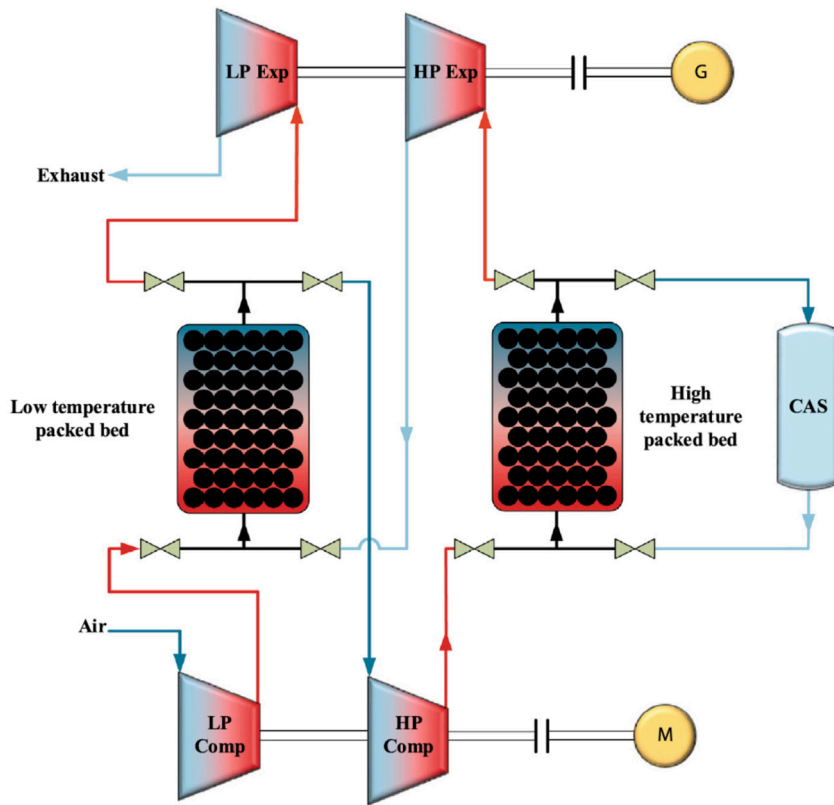 LP Exp
HP Exp
G
Exhaust
Low temperature
packed bed
High
temperature
packed bed
CAS
Air
LP
Comp
HP
Comp
M